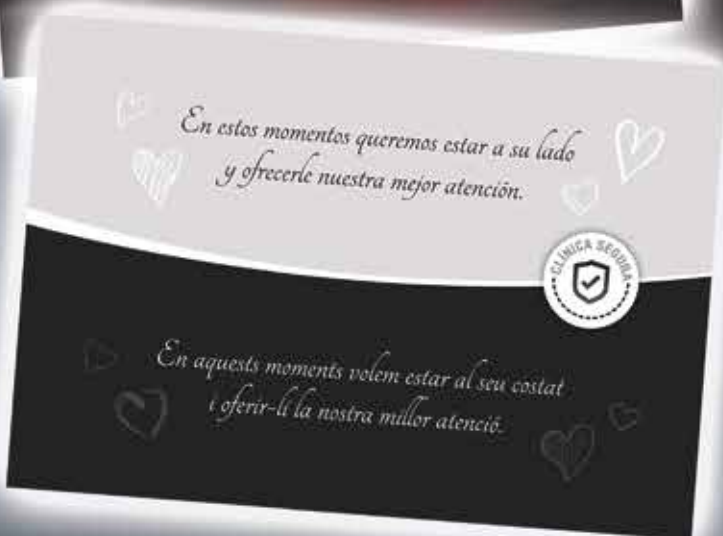 En estos momentos queremos estar a su lado
y ofrecerle nuestra mejor atención.
CLÍNICA SEGURA
En aquests moments volem estar al seu costat
i oferir-li la nostra millor atenció.